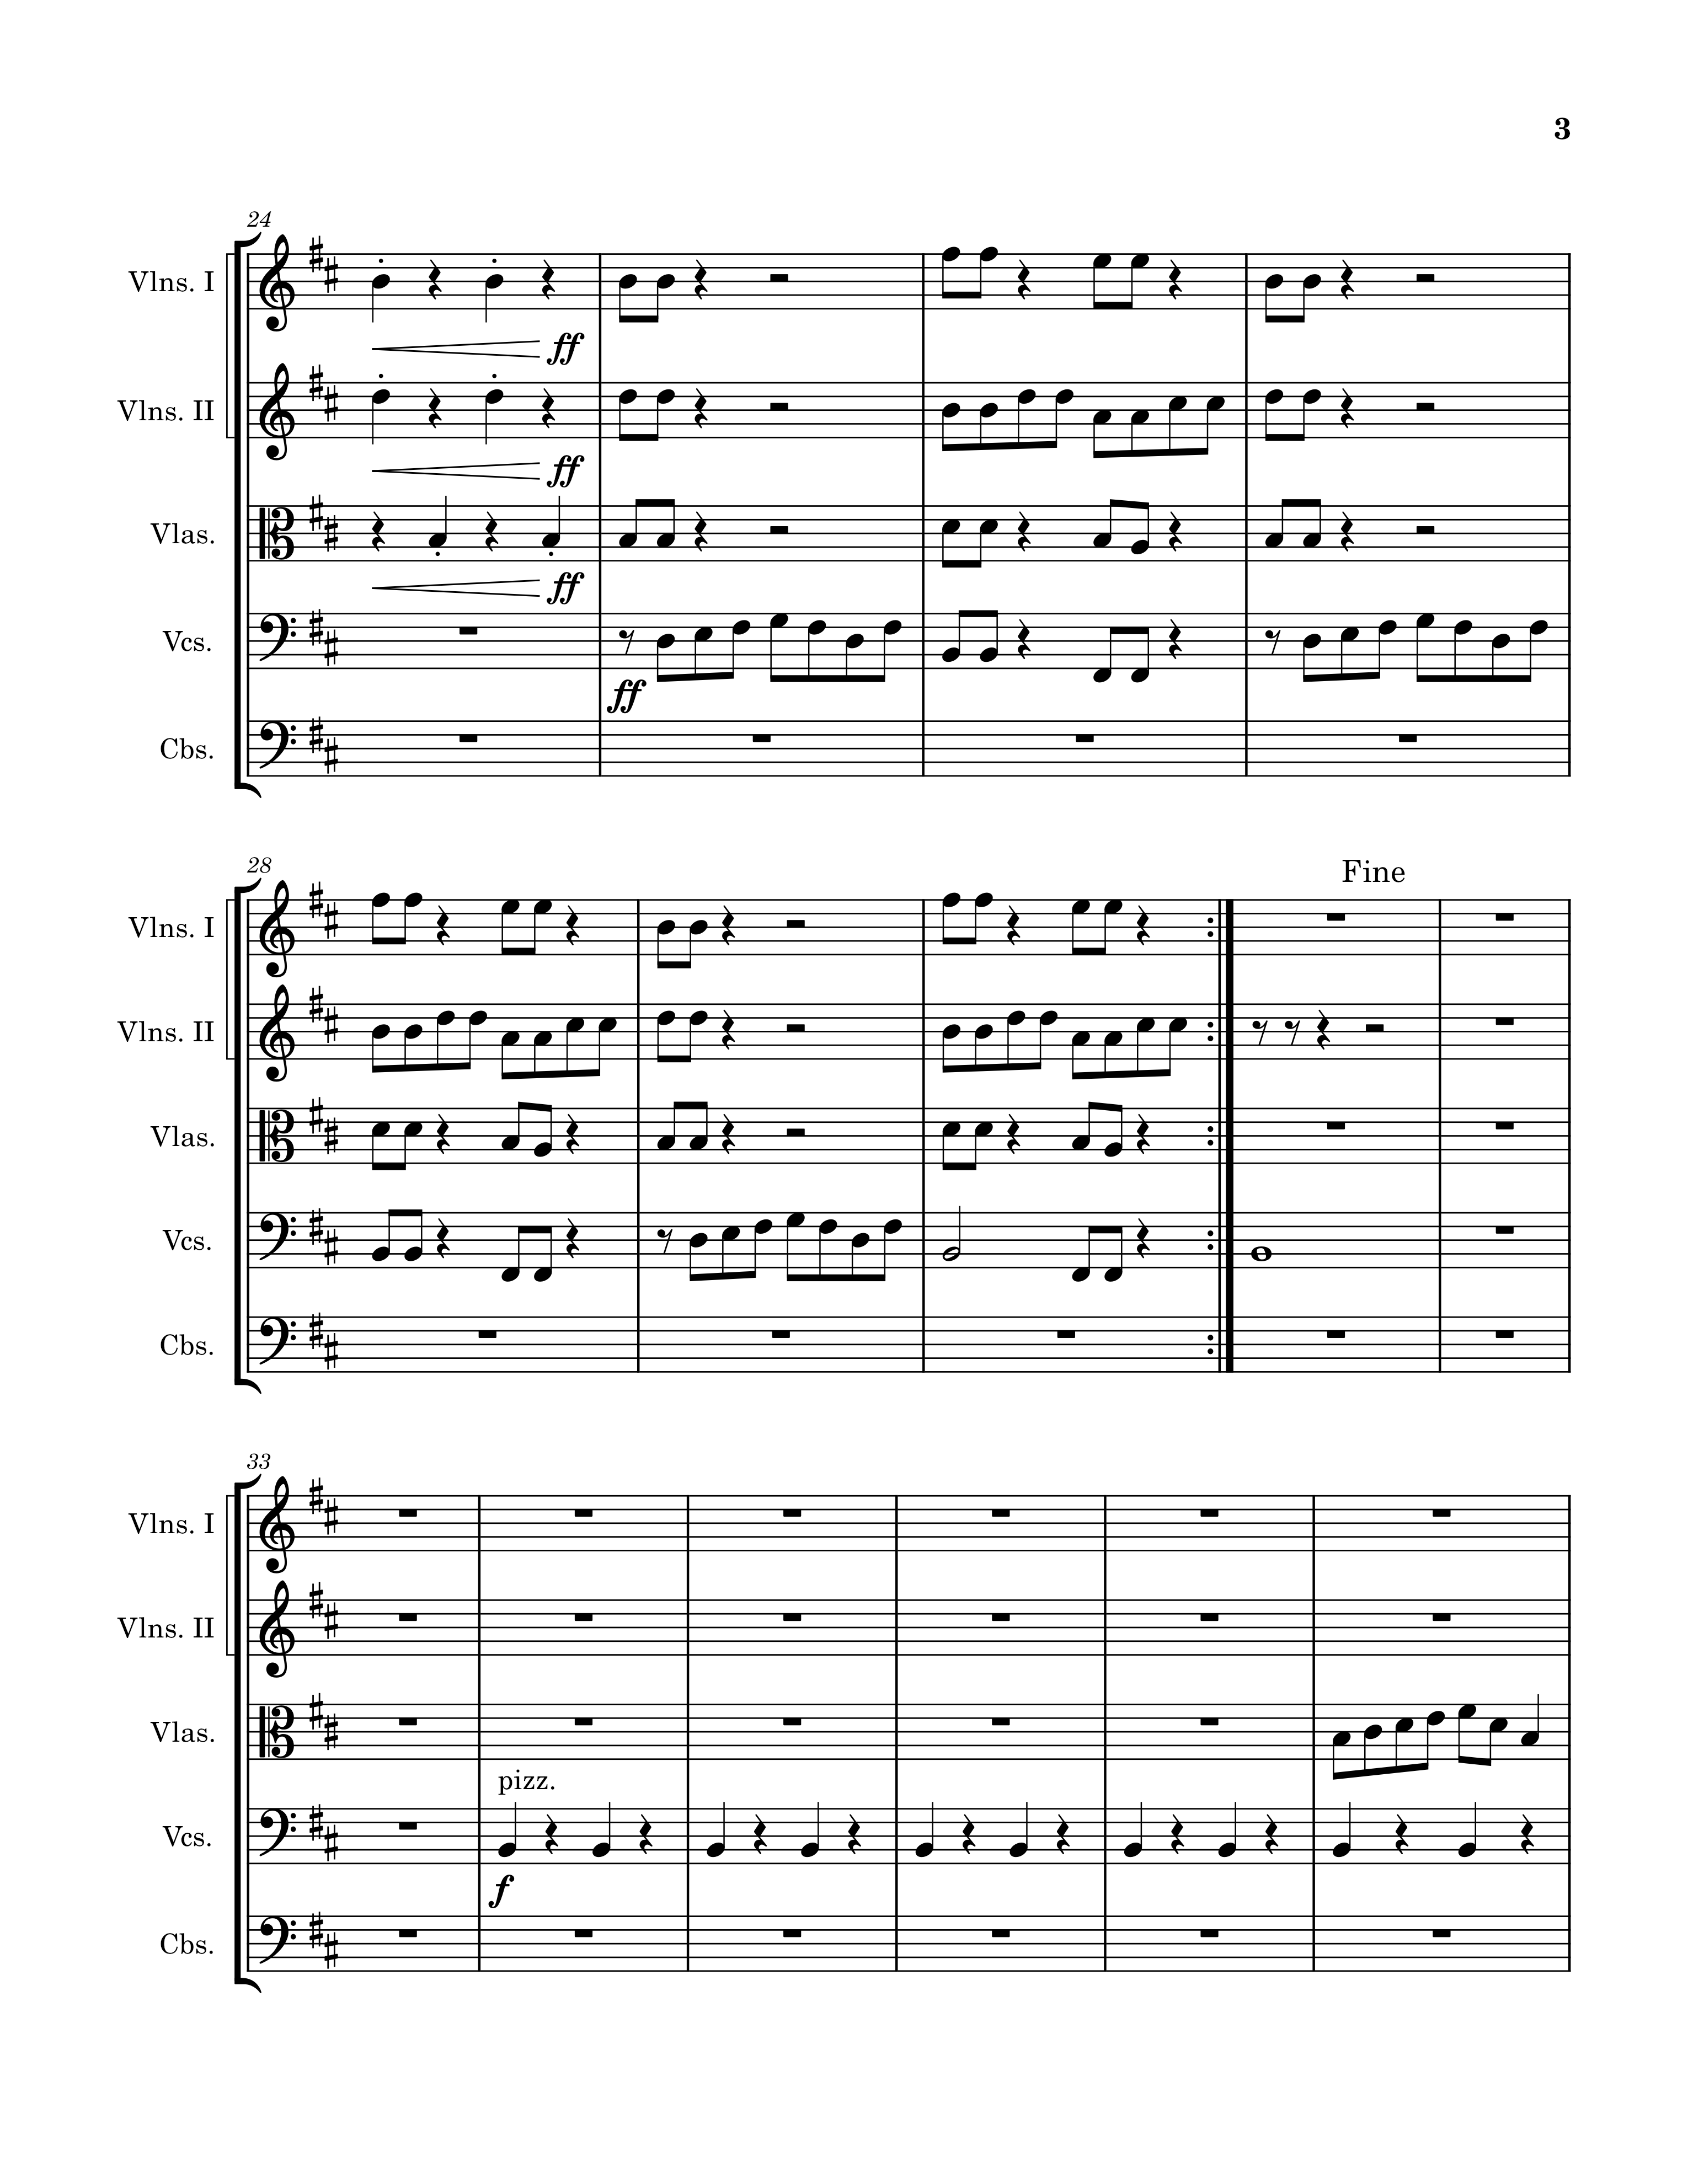 3
24
Vlns. I
ff
Vlns. II
ff
Vlas.
ff
Vcs.
ff
Cbs.
28
Fine
Vlns. I
Vlns. II
Vlas.
Vcs.
Cbs.
33
Vlns. I
Vlns. II
Vlas.
pizz.
Vcs.
f
Cbs.